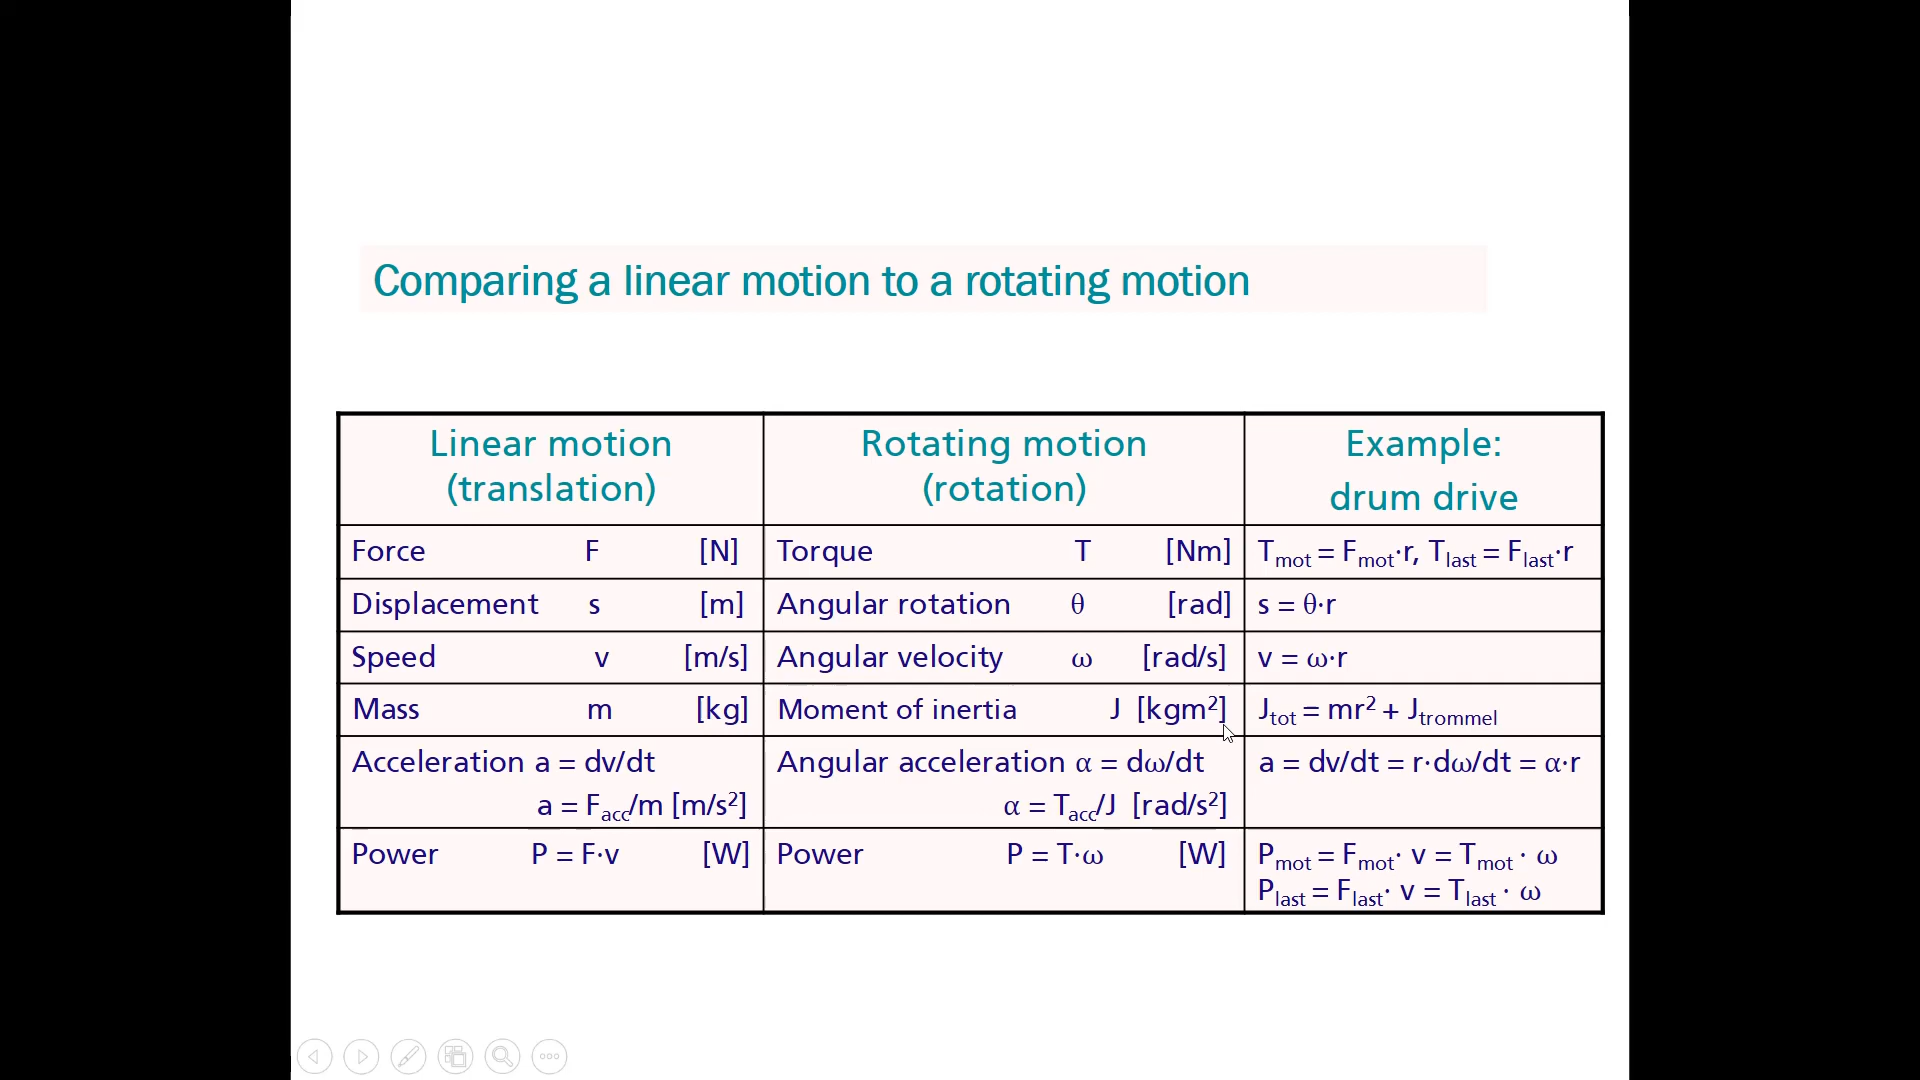 Comparing a linear motion to a rotating motion
Linear motion (translation)
Rotating motion (rotation)
Example: drum drive
Force F [N] Torque T [Nm] Tmot = Fmot·r, Tlast = Flast·r
Displacement s [m] Angular rotation θ [rad] s = θ·r
Speed v [m/s] Angular velocity ω [rad/s] v = ω·r
Mass m [kg] Moment of inertia J [kgm²] Jtot = mr² + Jtrommel
Acceleration a = dv/dt Angular acceleration α = dω/dt a = dv/dt = r·dω/dt = α·r
a = Facc/m [m/s²] α = Tacc/J [rad/s²]
Power P = F·v [W] Power P = T·ω [W] Pmot = Fmot· v = Tmot · ω
Plast = Flast· v = Tlast · ω